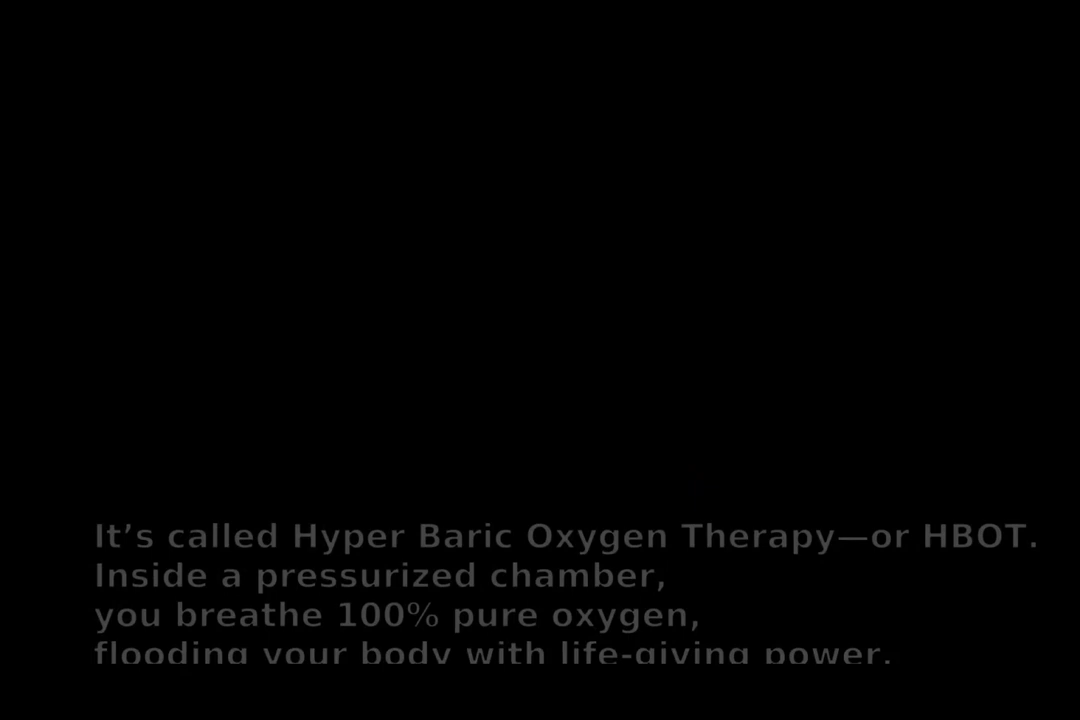 It’s called Hyper Baric Oxygen Therapy—or HBOT.
Inside a pressurized chamber,
you breathe 100% pure oxygen,
flooding your body with life-giving power.